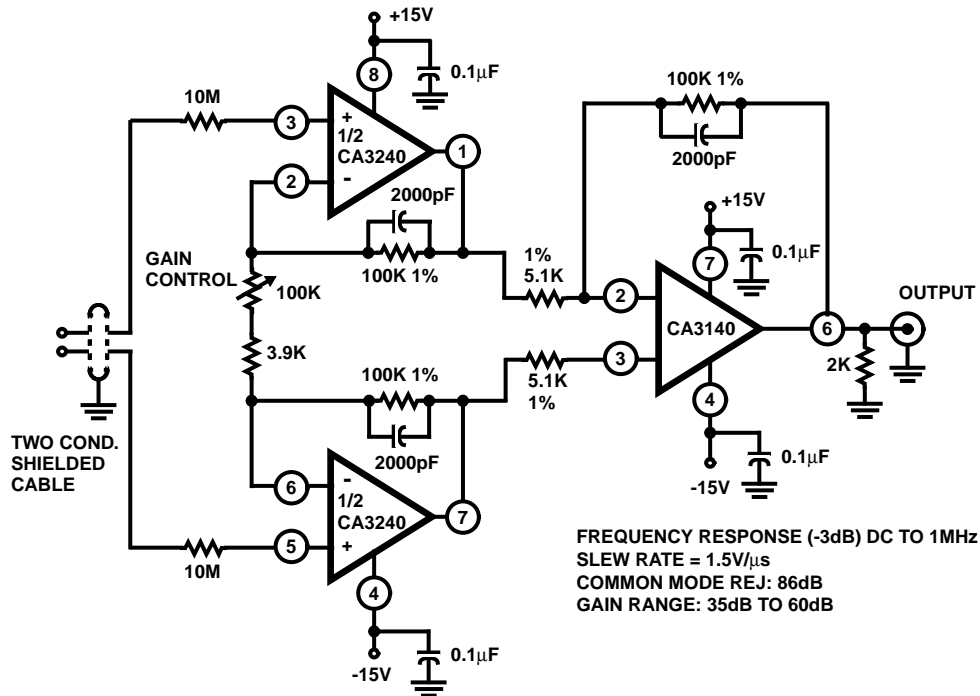 +15V
8
0.1µF
10M
3
+
1/2
CA3240
1
2
-
2000pF
100K 1%
GAIN
CONTROL
100K
3.9K
100K 1%
2000pF
1%
5.1K
5.1K
1%
100K 1%
2000pF
+15V
7
0.1µF
2
CA3140
3
6
OUTPUT
2K
4
0.1µF
-15V
TWO COND.
SHIELDED
CABLE
6
-
1/2
CA3240
7
5
+
10M
4
0.1µF
-15V
FREQUENCY RESPONSE (-3dB) DC TO 1MHz
SLEW RATE = 1.5V/µs
COMMON MODE REJ: 86dB
GAIN RANGE: 35dB TO 60dB